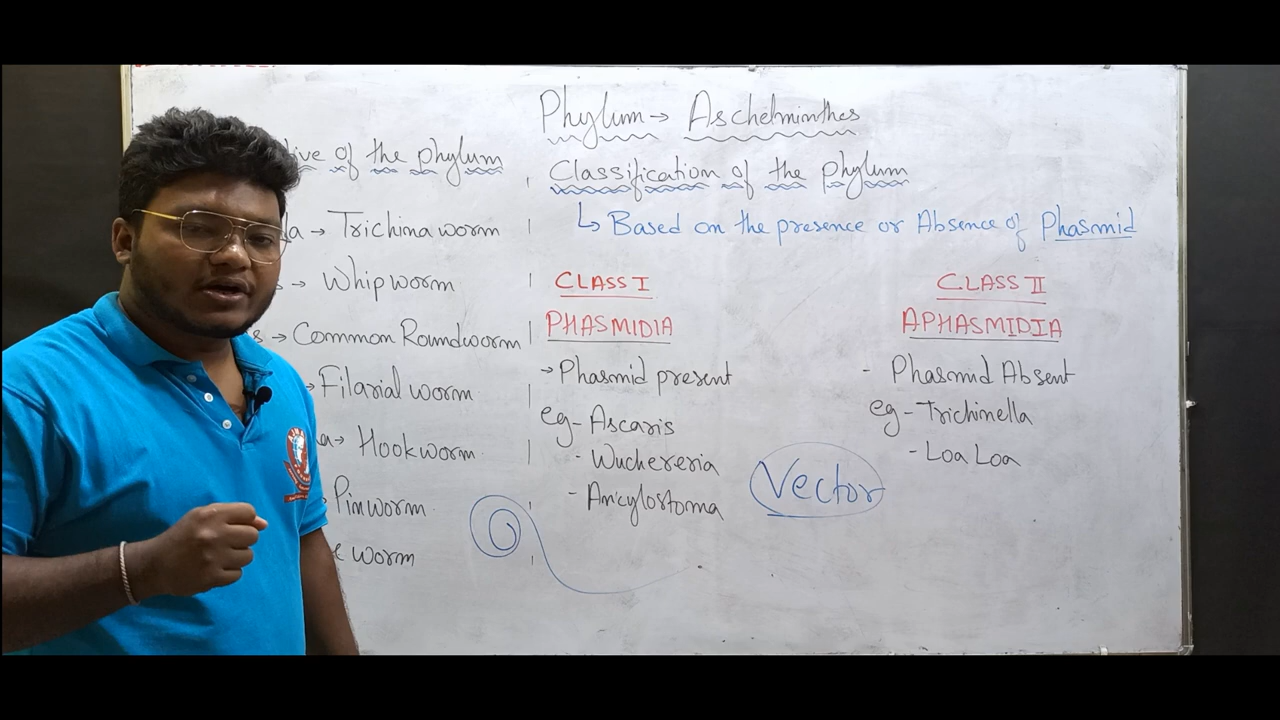 Phylum → Aschelminthes
tive of the phylum
da → Trichina worm
s → Whipworm
s → Common Roundworm
→ Filarial worm
a → Hookworm
Pinworm
e worm
Classification of the phylum
↳ Based on the presence or Absence of Phasmid
CLASS I
PHASMIDIA
→ Phasmid present
eg - Ascaris
- Wuchereria
- Ancylostoma
CLASS II
APHASMIDIA
- Phasmid Absent
eg - Trichinella
- Loa Loa
Vector